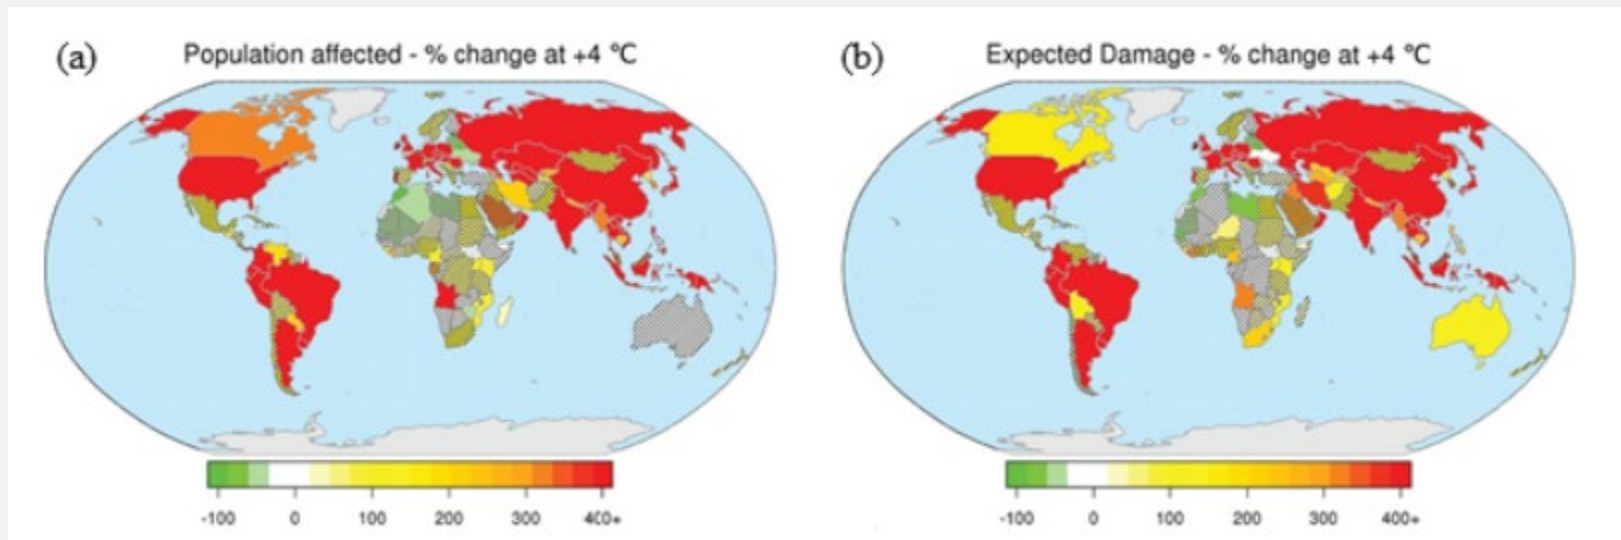 (a) Population affected - % change at +4 °C
(b) Expected Damage - % change at +4 °C
-100 0 100 200 300 400+
-100 0 100 200 300 400+